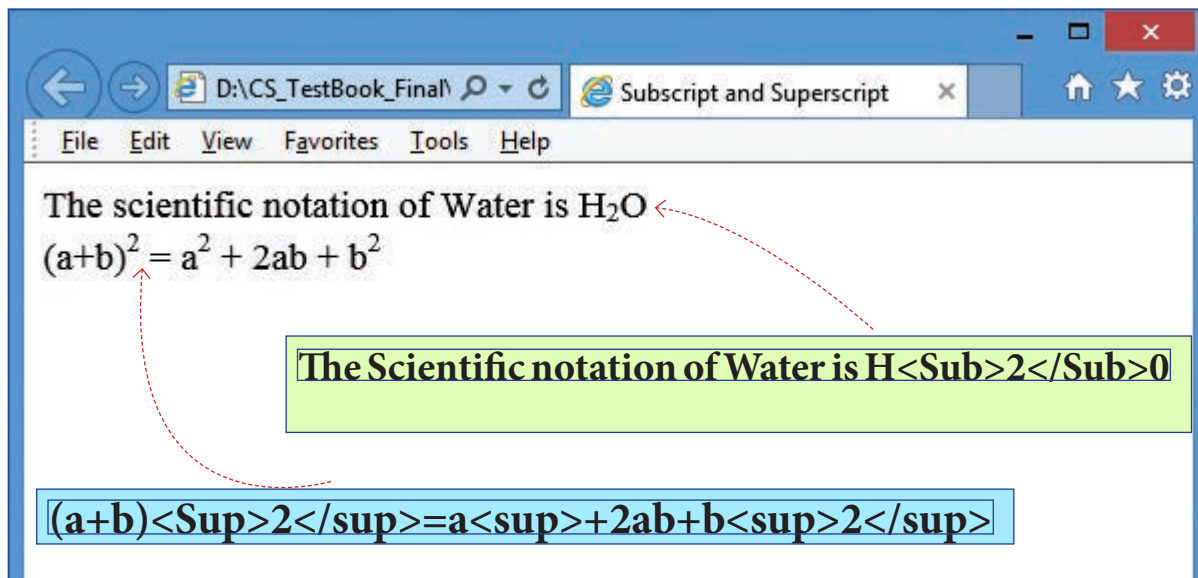 D:\CS_TestBook_Final\
Subscript and Superscript
File Edit View Favorites Tools Help
The scientific notation of Water is H₂O
(a+b)² = a² + 2ab + b²
The Scientific notation of Water is H<Sub>2</Sub>0
(a+b)<Sup>2</sup>=a<sup>+2ab+b<sup>2</sup>